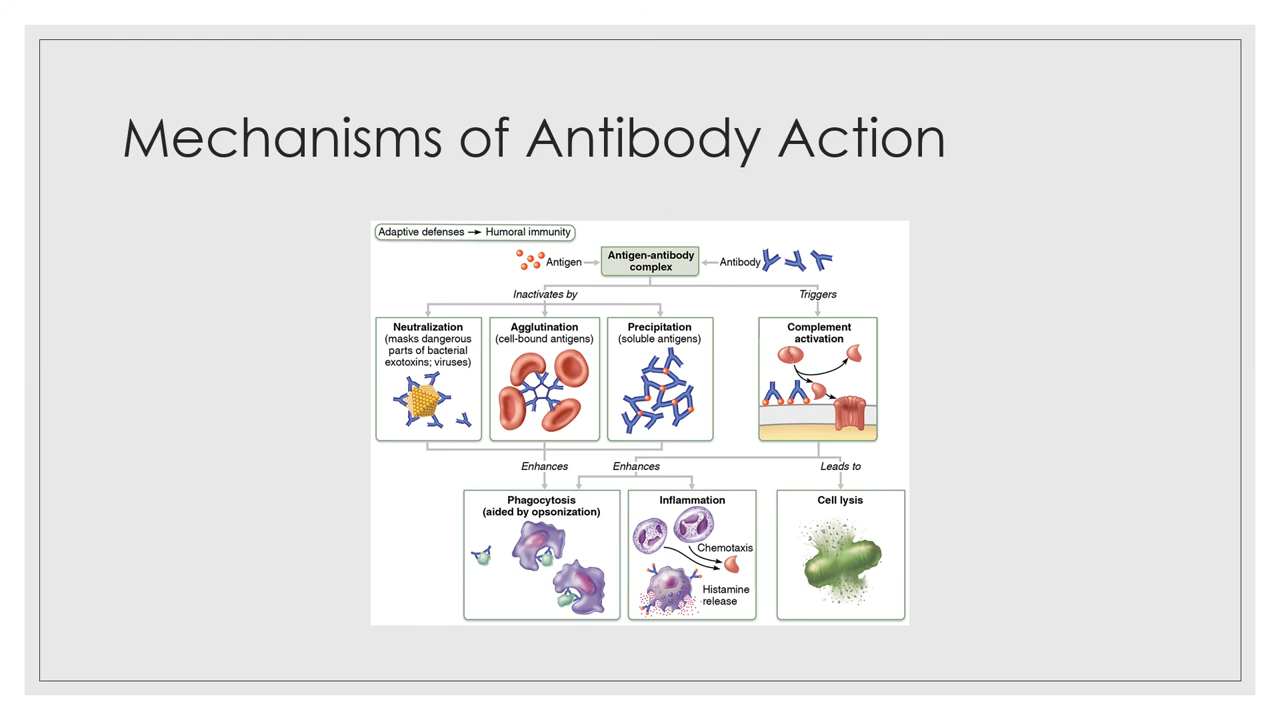 Mechanisms of Antibody Action
Adaptive defenses → Humoral immunity
Antigen
Antigen-antibody
complex
Antibody
Inactivates by
Triggers
Neutralization
(masks dangerous
parts of bacterial
exotoxins; viruses)
Agglutination
(cell-bound antigens)
Precipitation
(soluble antigens)
Complement
activation
Enhances
Enhances
Leads to
Phagocytosis
(aided by opsonization)
Inflammation
Chemotaxis
Histamine
release
Cell lysis